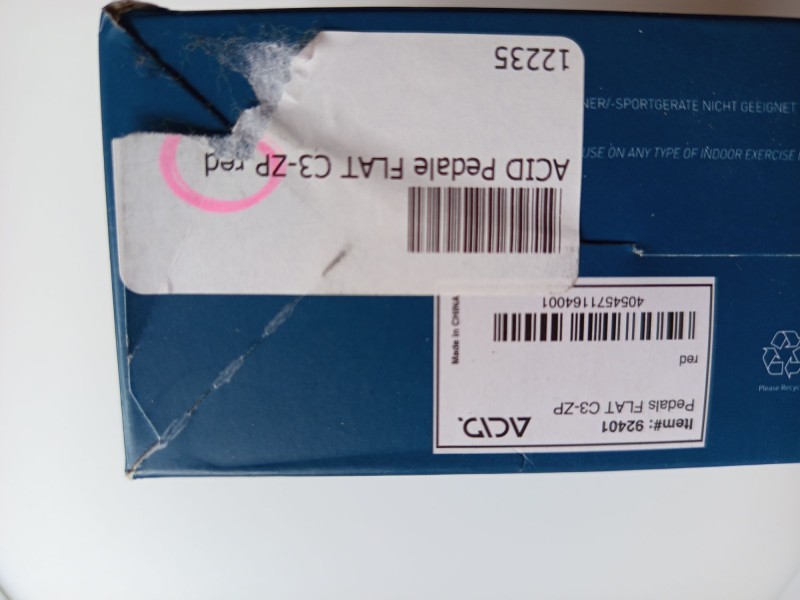 12235
ACID Pedale FLAT C3-ZP red
NER/-SPORTGERÄTE NICHT GEEIGNET
USE ON ANY TYPE OF INDOOR EXERCISE
Item#: 92401
ACID.
Pedals FLAT C3-ZP
red
4054571164001
Made in CHINA
Please Recyc